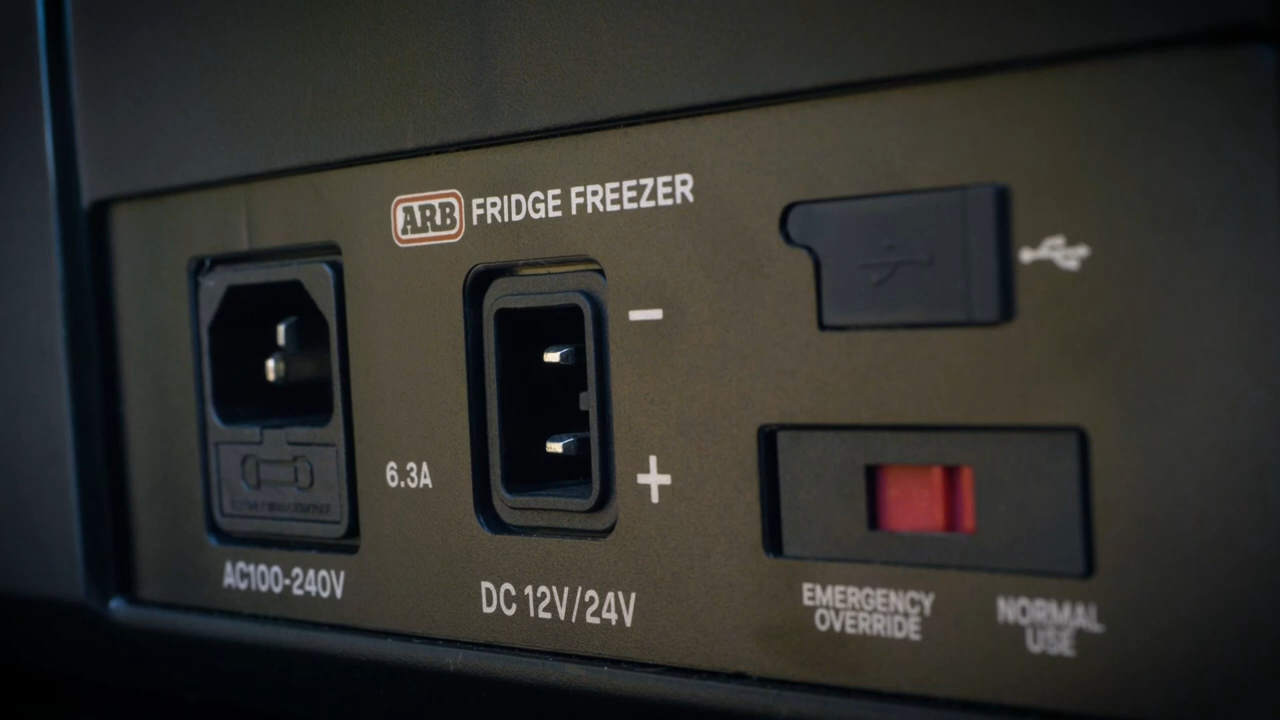 ARB FRIDGE FREEZER
6.3A
AC100-240V
DC 12V/24V
EMERGENCY
OVERRIDE
NORMAL
USE